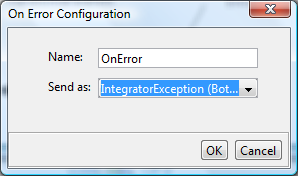 On Error Configuration
Name: OnError
Send as: IntegratorException (Bot...
OK Cancel